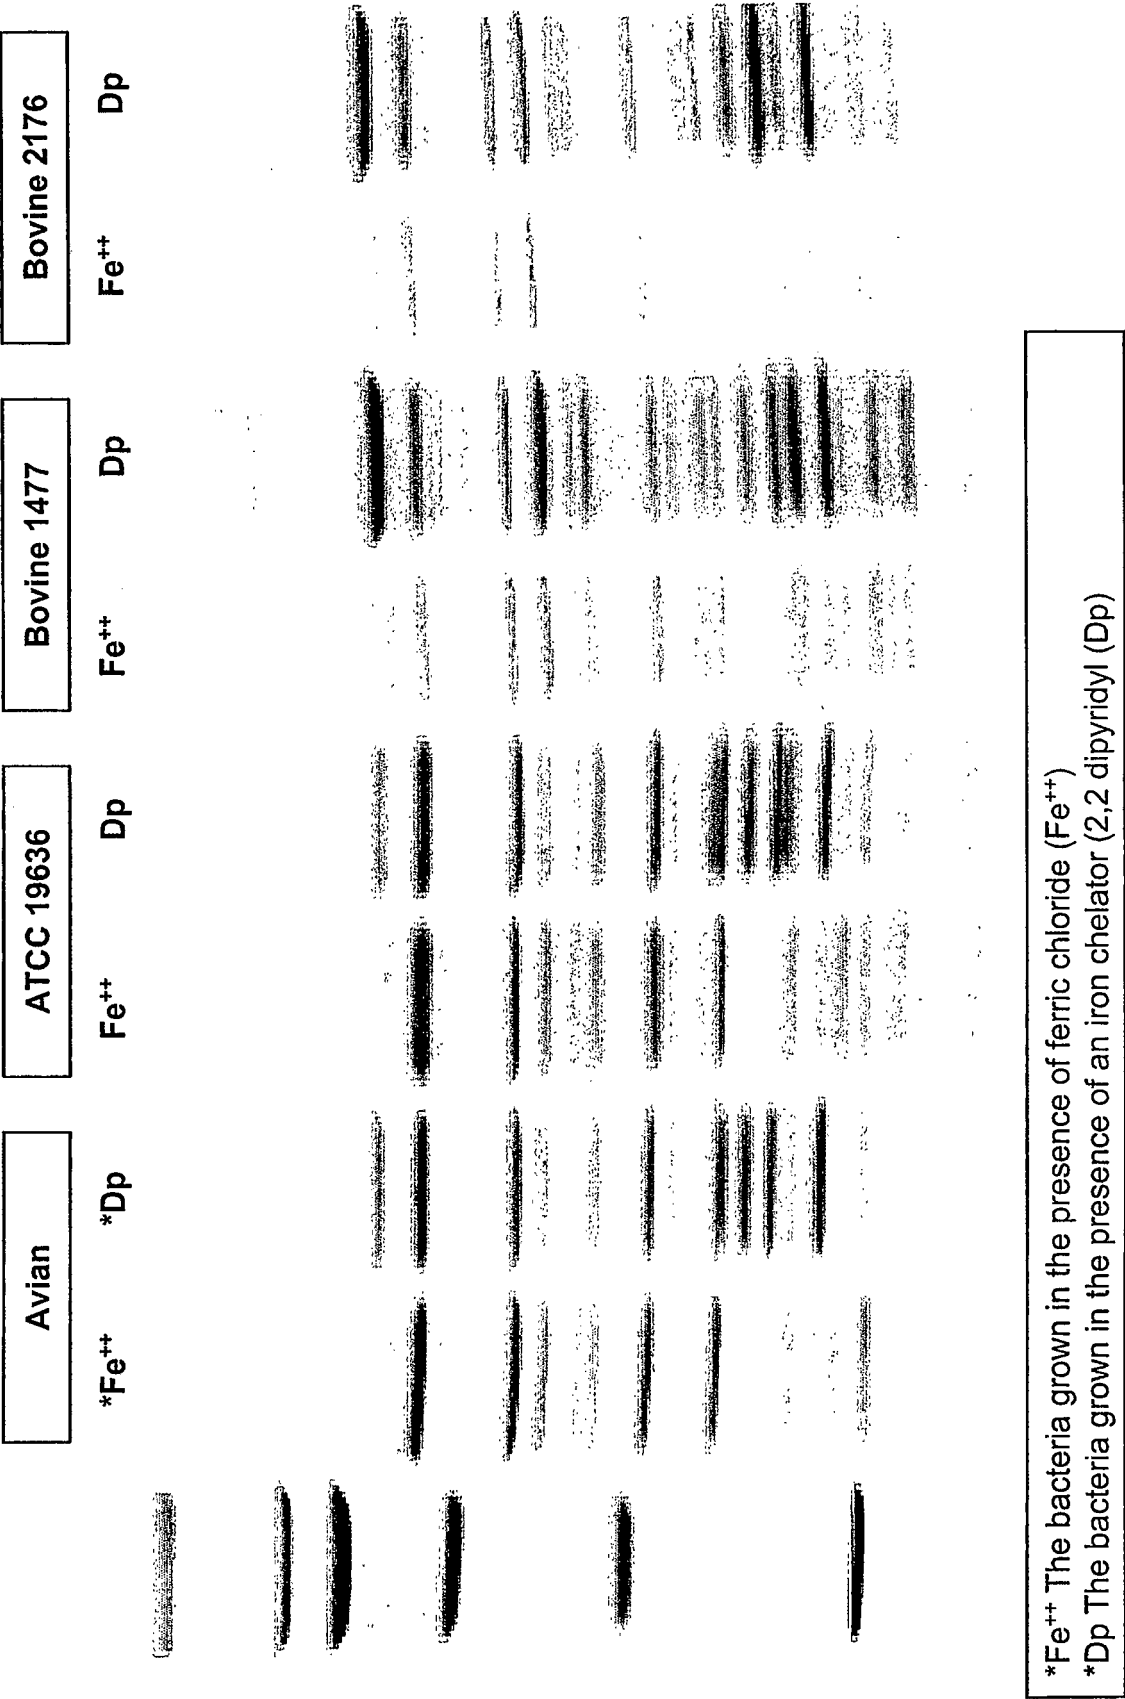 Avian
ATCC 19636
Bovine 1477
Bovine 2176
*Fe⁺⁺
*Dp
Fe⁺⁺
Dp
Fe⁺⁺
Dp
Fe⁺⁺
Dp
*Fe⁺⁺ The bacteria grown in the presence of ferric chloride (Fe⁺⁺)
*Dp The bacteria grown in the presence of an iron chelator (2,2 dipyridyl (Dp)